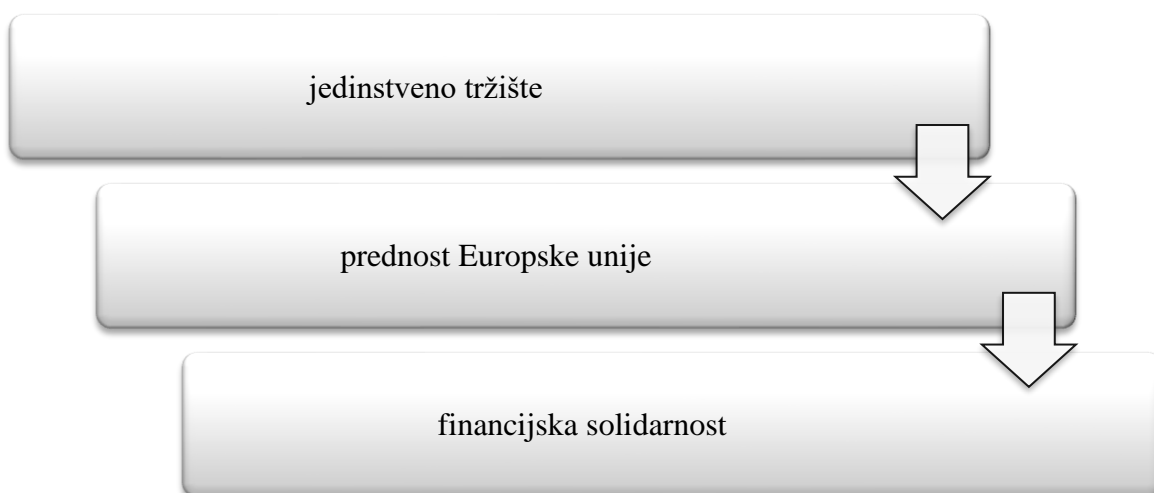 jedinstveno tržište
prednost Europske unije
financijska solidarnost